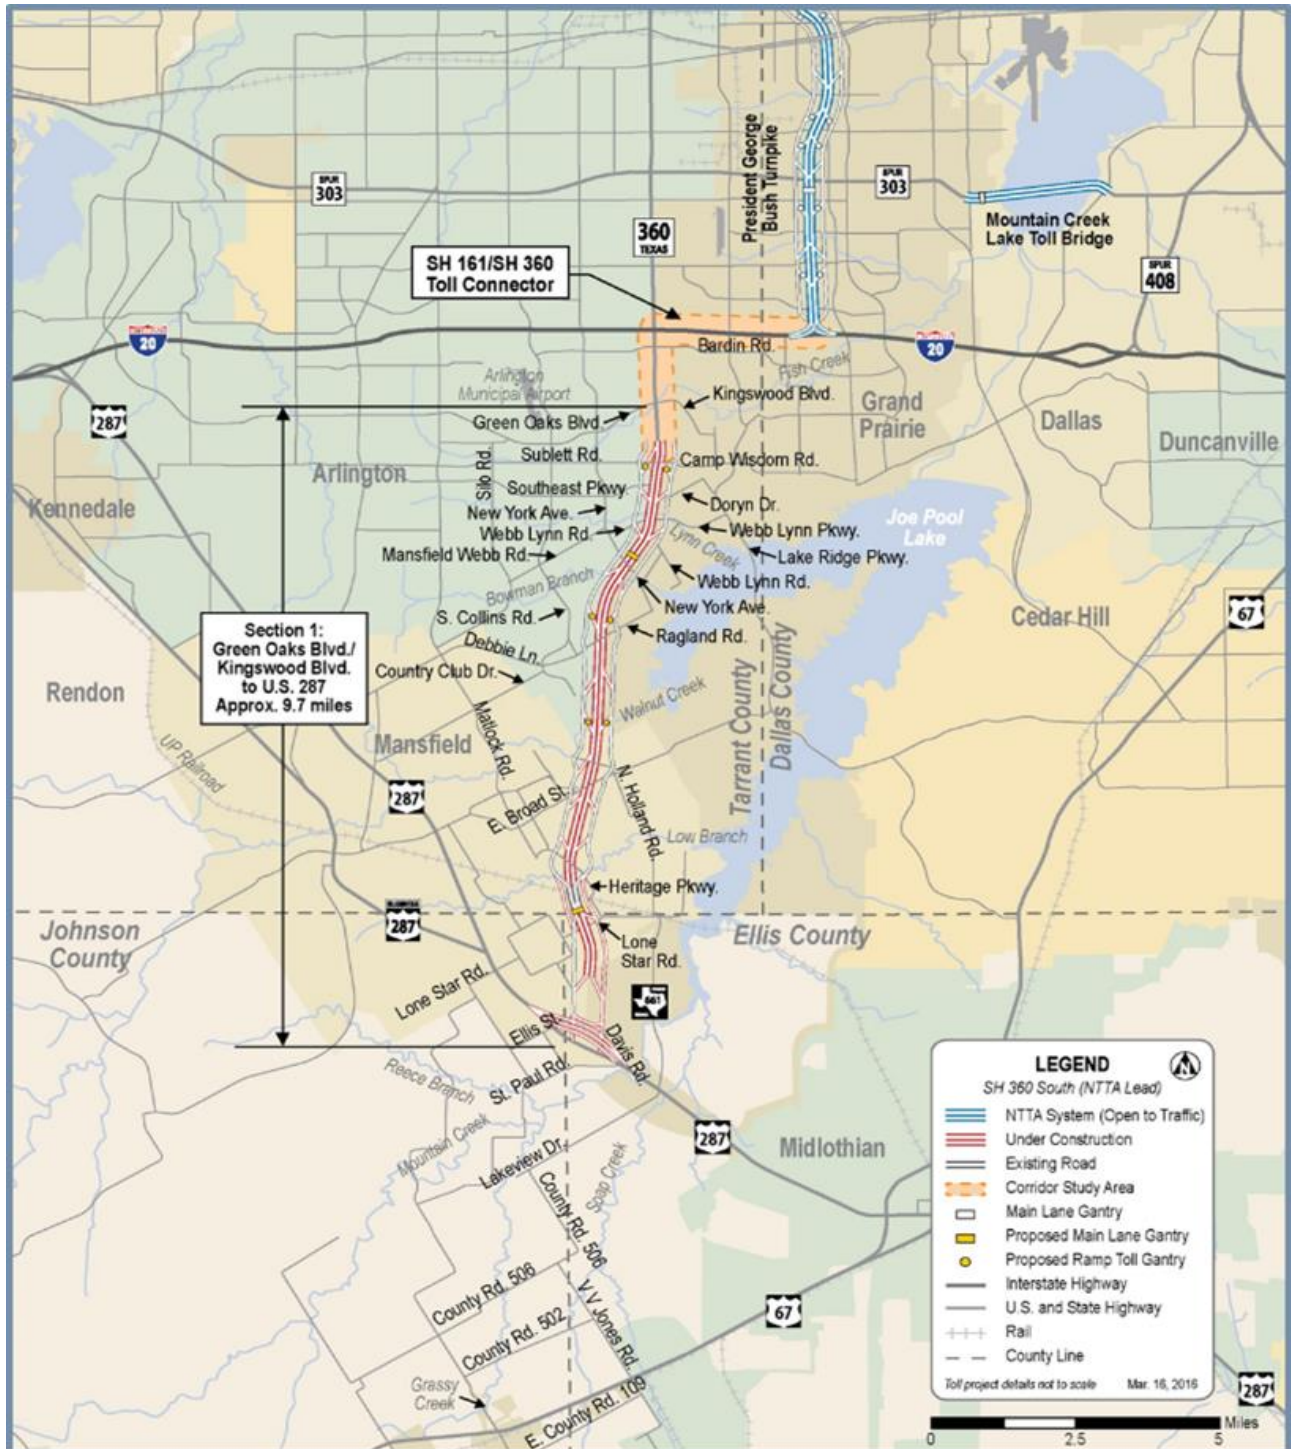 President George
Bush Turnpike
SPUR
303
SPUR
303
360
TEXAS
Mountain Creek
Lake Toll Bridge
SPUR
408
SH 161/SH 360
Toll Connector
20
Bardin Rd.
20
Fish Creek
Arlington
Municipal Airport
Kingswood Blvd.
287
Green Oaks Blvd
Grand
Prairie
Dallas
Duncanville
Arlington
Silo Rd.
Sublett Rd.
Camp Wisdom Rd.
Kennedale
Southeast Pkwy.
Doryn Dr.
New York Ave.
Webb Lynn Rd.
Webb Lynn Pkwy.
Joe Pool
Lake
Mansfield Webb Rd.
Lynn Creek
Lake Ridge Pkwy.
Bowman Branch
Webb Lynn Rd.
New York Ave.
S. Collins Rd.
Ragland Rd.
Cedar Hill
67
Section 1:
Green Oaks Blvd./
Kingswood Blvd.
to U.S. 287
Approx. 9.7 miles
Debbie Ln.
Country Club Dr.
Rendon
Walnut Creek
Tarrant County
Dallas County
Matlock Rd.
Mansfield
UP Railroad
287
E. Broad St.
N. Holland Rd.
Low Branch
Heritage Pkwy.
287
Johnson
County
Ellis County
Lone
Star Rd.
Lone Star Rd.
661
Ellis St.
Davis Rd.
St. Paul Rd.
Reece Branch
Mountain Creek
287
Midlothian
Lakeview Dr.
Soap Creek
County Rd. 506
County Rd. 506
V V Jones Rd.
67
County Rd. 502
Grassy
Creek
E. County Rd. 109
287
LEGEND
N
SH 360 South (NTTA Lead)
NTTA System (Open to Traffic)
Under Construction
Existing Road
Corridor Study Area
Main Lane Gantry
Proposed Main Lane Gantry
Proposed Ramp Toll Gantry
Interstate Highway
U.S. and State Highway
Rail
County Line
Toll project details not to scale Mar. 16, 2016
Miles
0 2.5 5